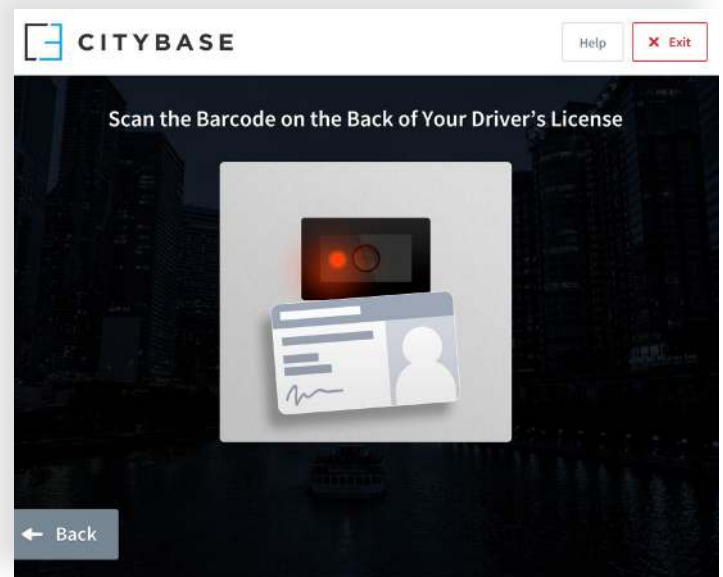 CITYBASE
Help
✕ Exit
Scan the Barcode on the Back of Your Driver’s License
← Back